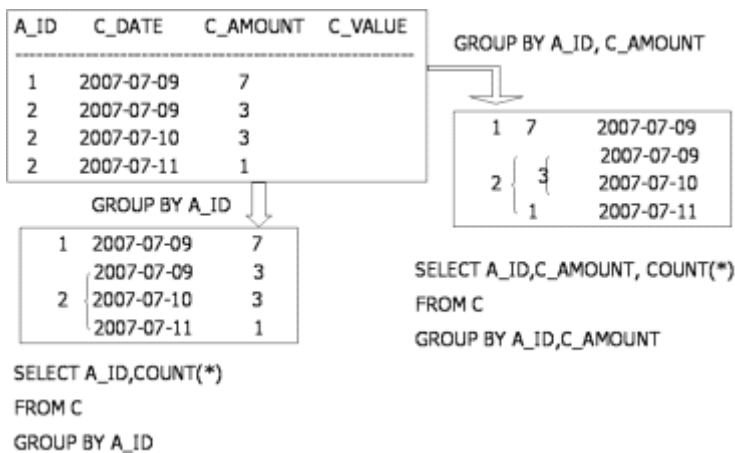 A_ID C_DATE C_AMOUNT C_VALUE
1 2007-07-09 7
2 2007-07-09 3
2 2007-07-10 3
2 2007-07-11 1
GROUP BY A_ID, C_AMOUNT
1 7 2007-07-09
2007-07-09
2 3 2007-07-10
1 2007-07-11
GROUP BY A_ID
1 2007-07-09 7
2007-07-09 3
2 2007-07-10 3
2007-07-11 1
SELECT A_ID,C_AMOUNT, COUNT(*)
FROM C
GROUP BY A_ID,C_AMOUNT
SELECT A_ID,COUNT(*)
FROM C
GROUP BY A_ID